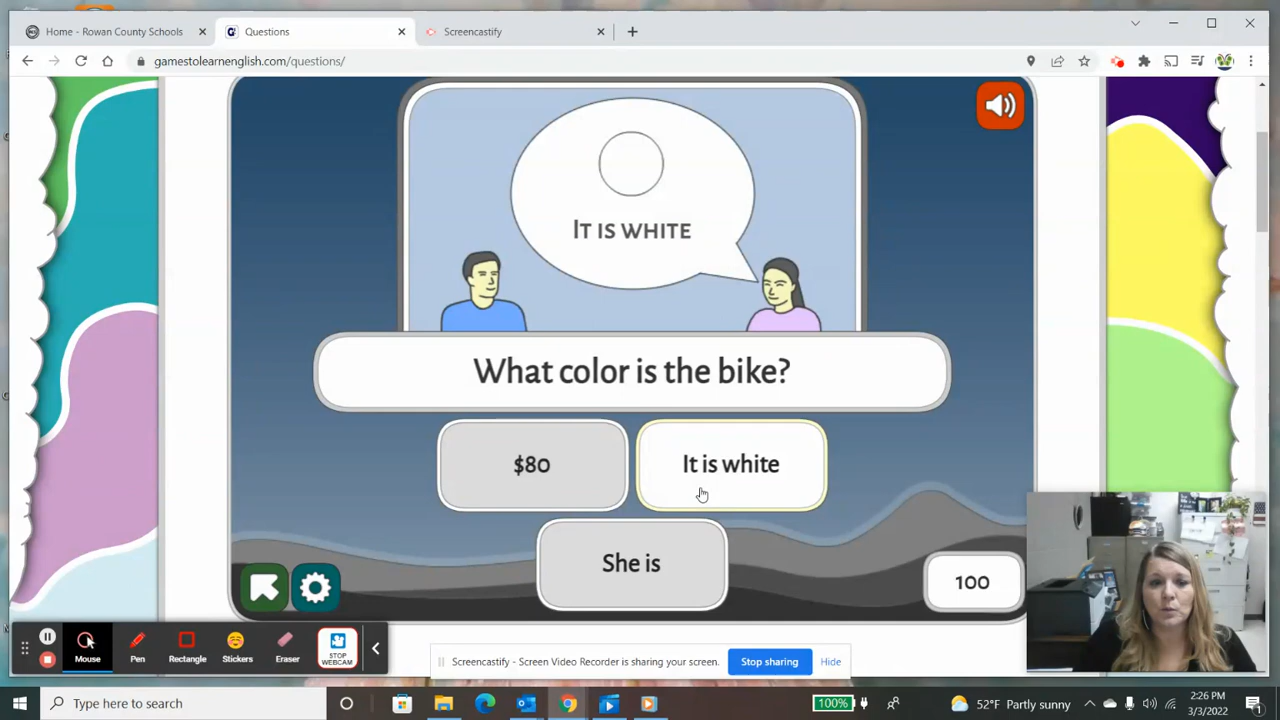 Home - Rowan County Schools
Questions
Screencastify
gamestolearnenglish.com/questions/
IT IS WHITE
What color is the bike?
$80
It is white
She is
100
Mouse
Pen
Rectangle
Stickers
Eraser
STOP
WEBCAM
Screencastify - Screen Video Recorder is sharing your screen.
Stop sharing
Hide
Type here to search
100%
52°F Partly sunny
2:26 PM
3/3/2022
1